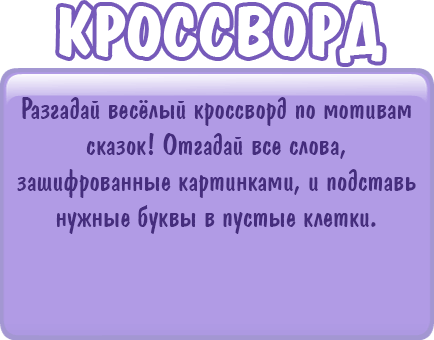 КРОССВОРД
Разгадай весёлый кроссворд по мотивам
сказок! Отгадай все слова,
зашифрованные картинками, и подставь
нужные буквы в пустые клетки.